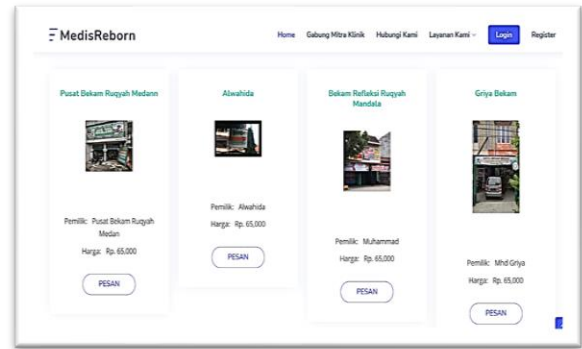 MedisReborn
Home Gabung Mitra Klinik Hubungi Kami Layanan Kami Login Register
Pusat Bekam Ruqyah Medann
Pemilik: Pusat Bekam Ruqyah
Medan
Harga: Rp. 65,000
PESAN
Alwahida
Pemilik: Alwahida
Harga: Rp. 65,000
PESAN
Bekam Refleksi Ruqyah
Mandala
Pemilik: Muhammad
Harga: Rp. 65,000
PESAN
Griya Bekam
Pemilik: Mhd Griya
Harga: Rp. 65,000
PESAN